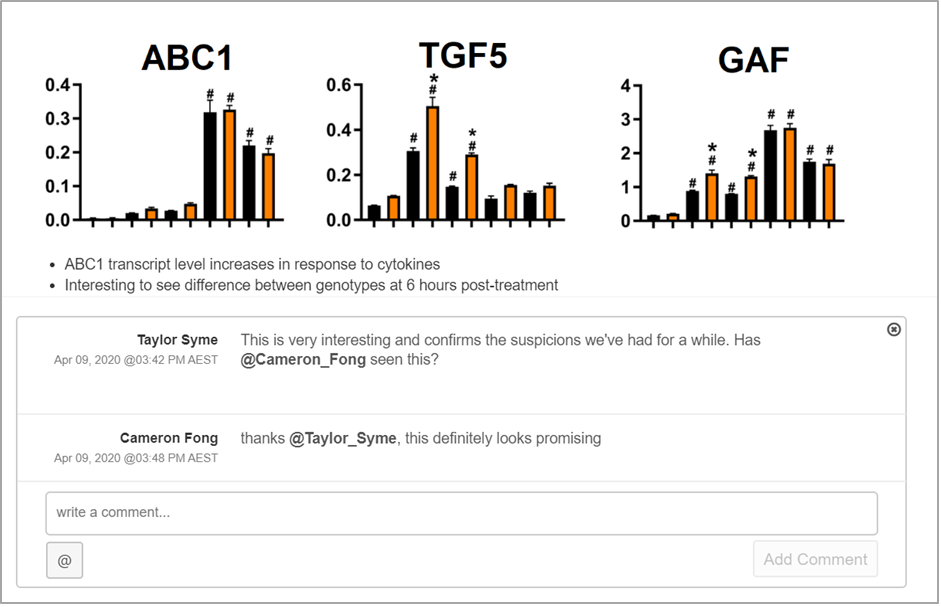 ABC1
TGF5
GAF
0.4
0.3
0.2
0.1
0.0
# # # #
0.6
0.4
0.2
0.0
# * # # * #
4
3
2
1
0
# * # # * # # # # #
• ABC1 transcript level increases in response to cytokines
• Interesting to see difference between genotypes at 6 hours post-treatment
Taylor Syme
Apr 09, 2020 @03:42 PM AEST
This is very interesting and confirms the suspicions we've had for a while. Has
@Cameron_Fong seen this?
Cameron Fong
Apr 09, 2020 @03:48 PM AEST
thanks @Taylor_Syme, this definitely looks promising
write a comment...
@
Add Comment